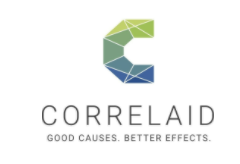 CORRELAID
GOOD CAUSES. BETTER EFFECTS.